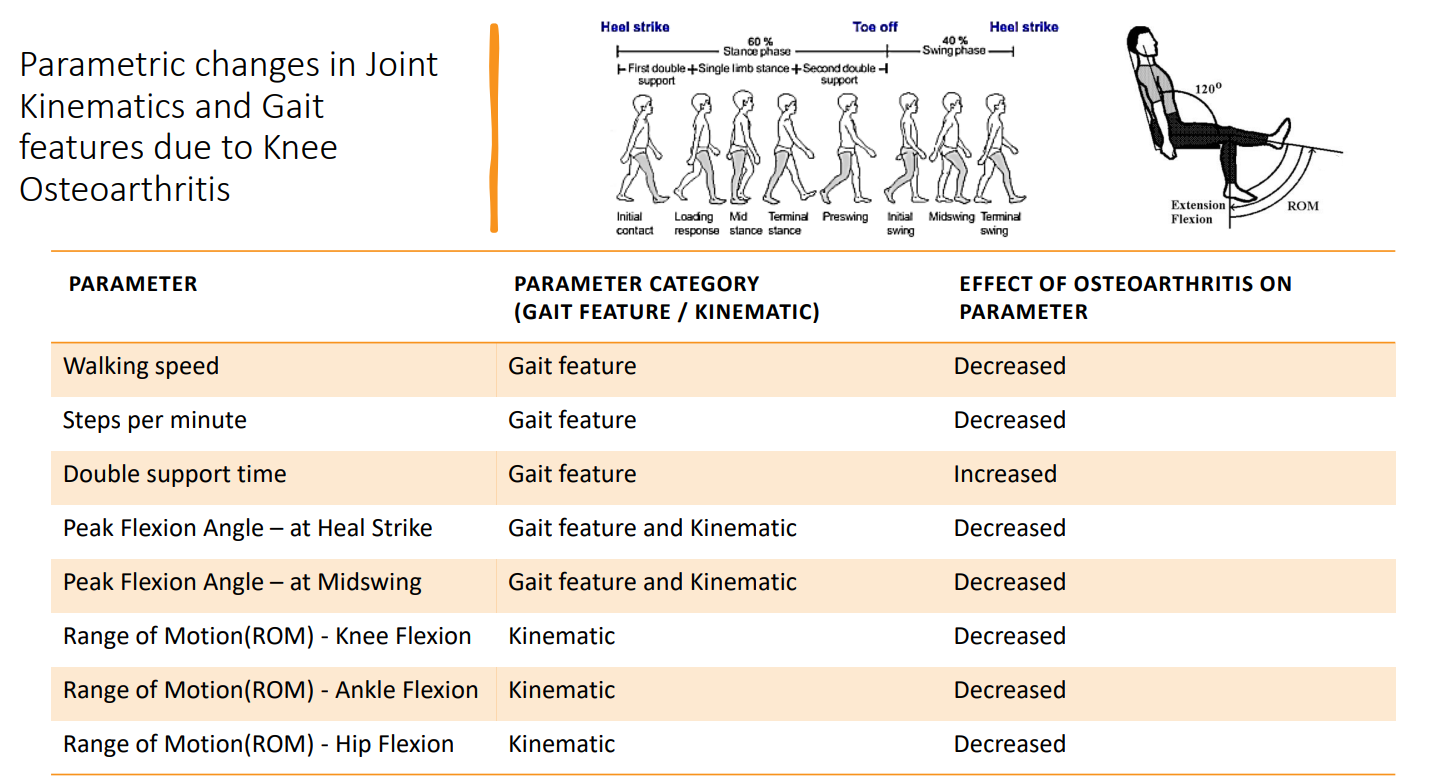 Parametric changes in Joint
Kinematics and Gait
features due to Knee
Osteoarthritis
Heel strike Toe off Heel strike
60 % 40 %
Stance phase Swing phase
First double Single limb stance Second double
support support
Initial contact
Loading response
Mid stance
Terminal stance
Preswing
Initial swing
Midswing
Terminal swing
120⁰
Extension
Flexion
ROM
PARAMETER
PARAMETER CATEGORY
(GAIT FEATURE / KINEMATIC)
EFFECT OF OSTEOARTHRITIS ON
PARAMETER
Walking speed Gait feature Decreased
Steps per minute Gait feature Decreased
Double support time Gait feature Increased
Peak Flexion Angle – at Heal Strike Gait feature and Kinematic Decreased
Peak Flexion Angle – at Midswing Gait feature and Kinematic Decreased
Range of Motion(ROM) - Knee Flexion Kinematic Decreased
Range of Motion(ROM) - Ankle Flexion Kinematic Decreased
Range of Motion(ROM) - Hip Flexion Kinematic Decreased